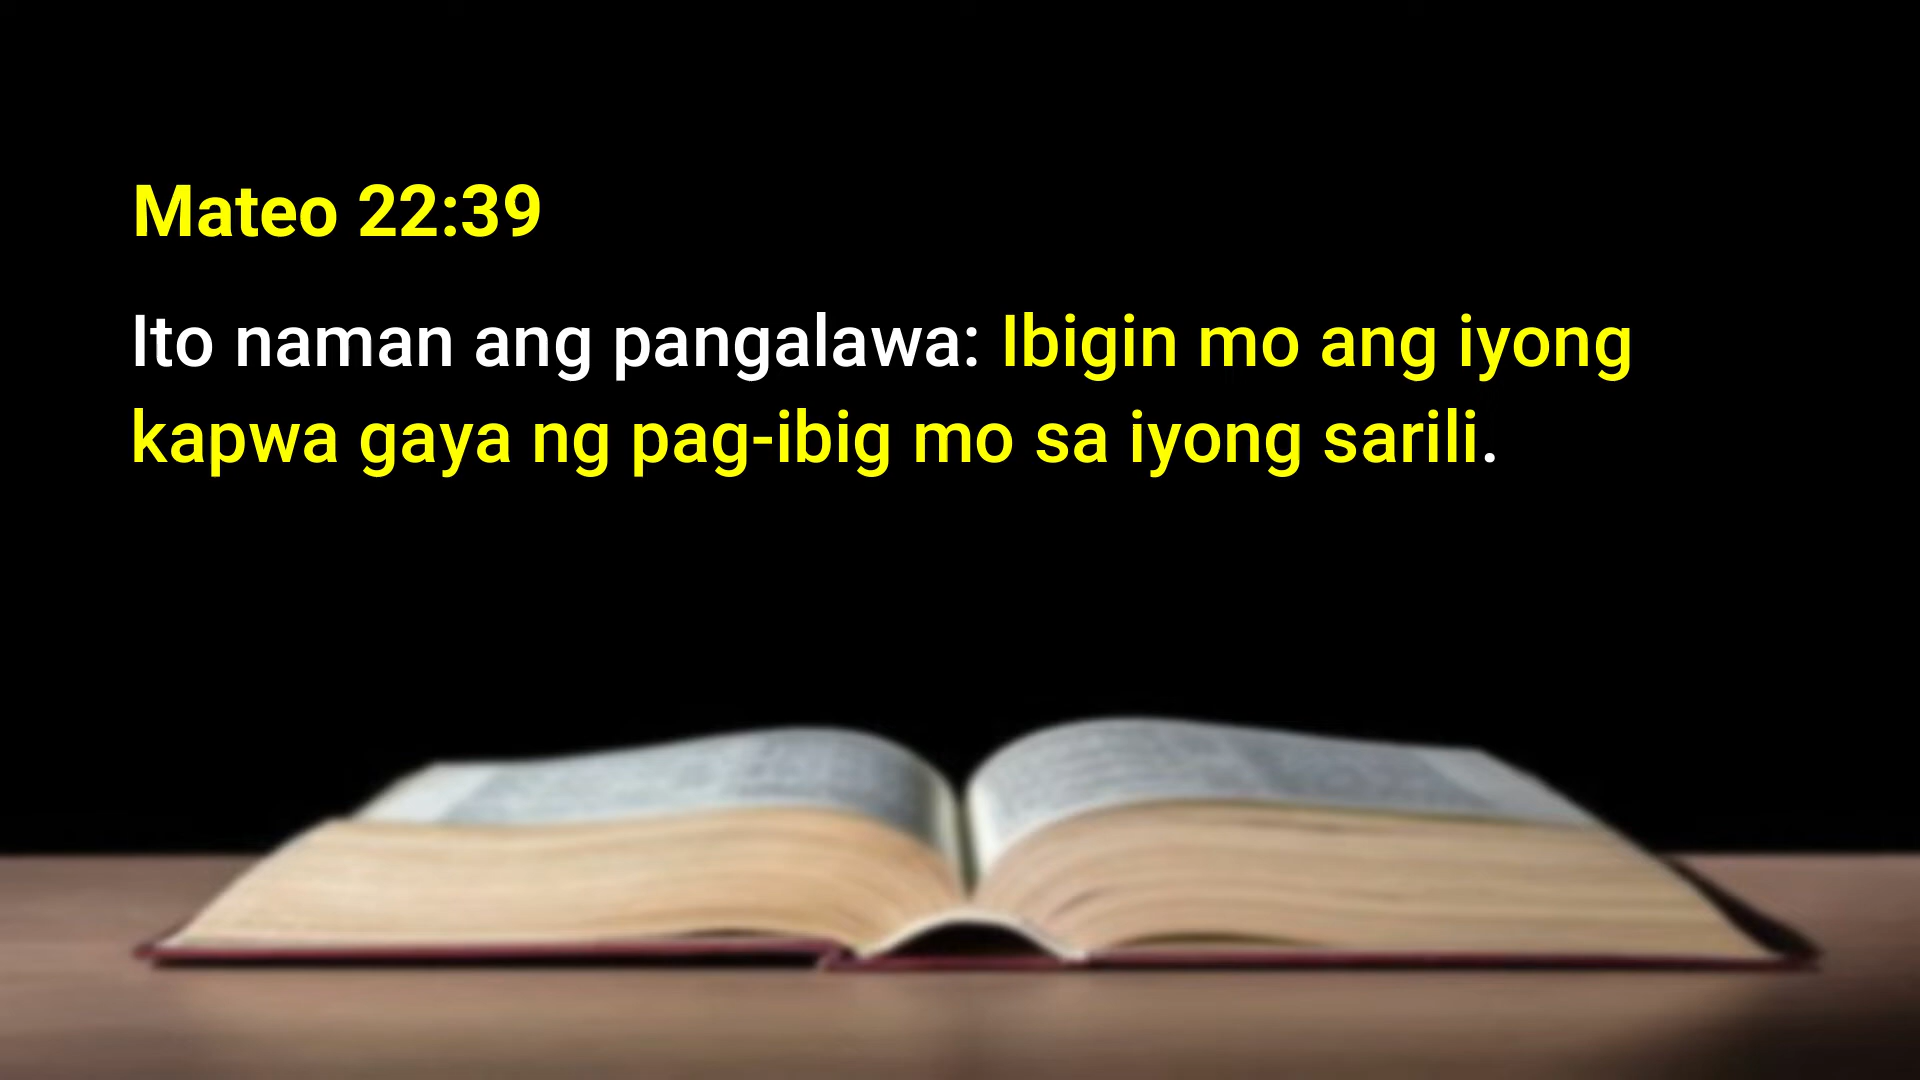 Mateo 22:39
Ito naman ang pangalawa: Ibigin mo ang iyong
kapwa gaya ng pag-ibig mo sa iyong sarili.